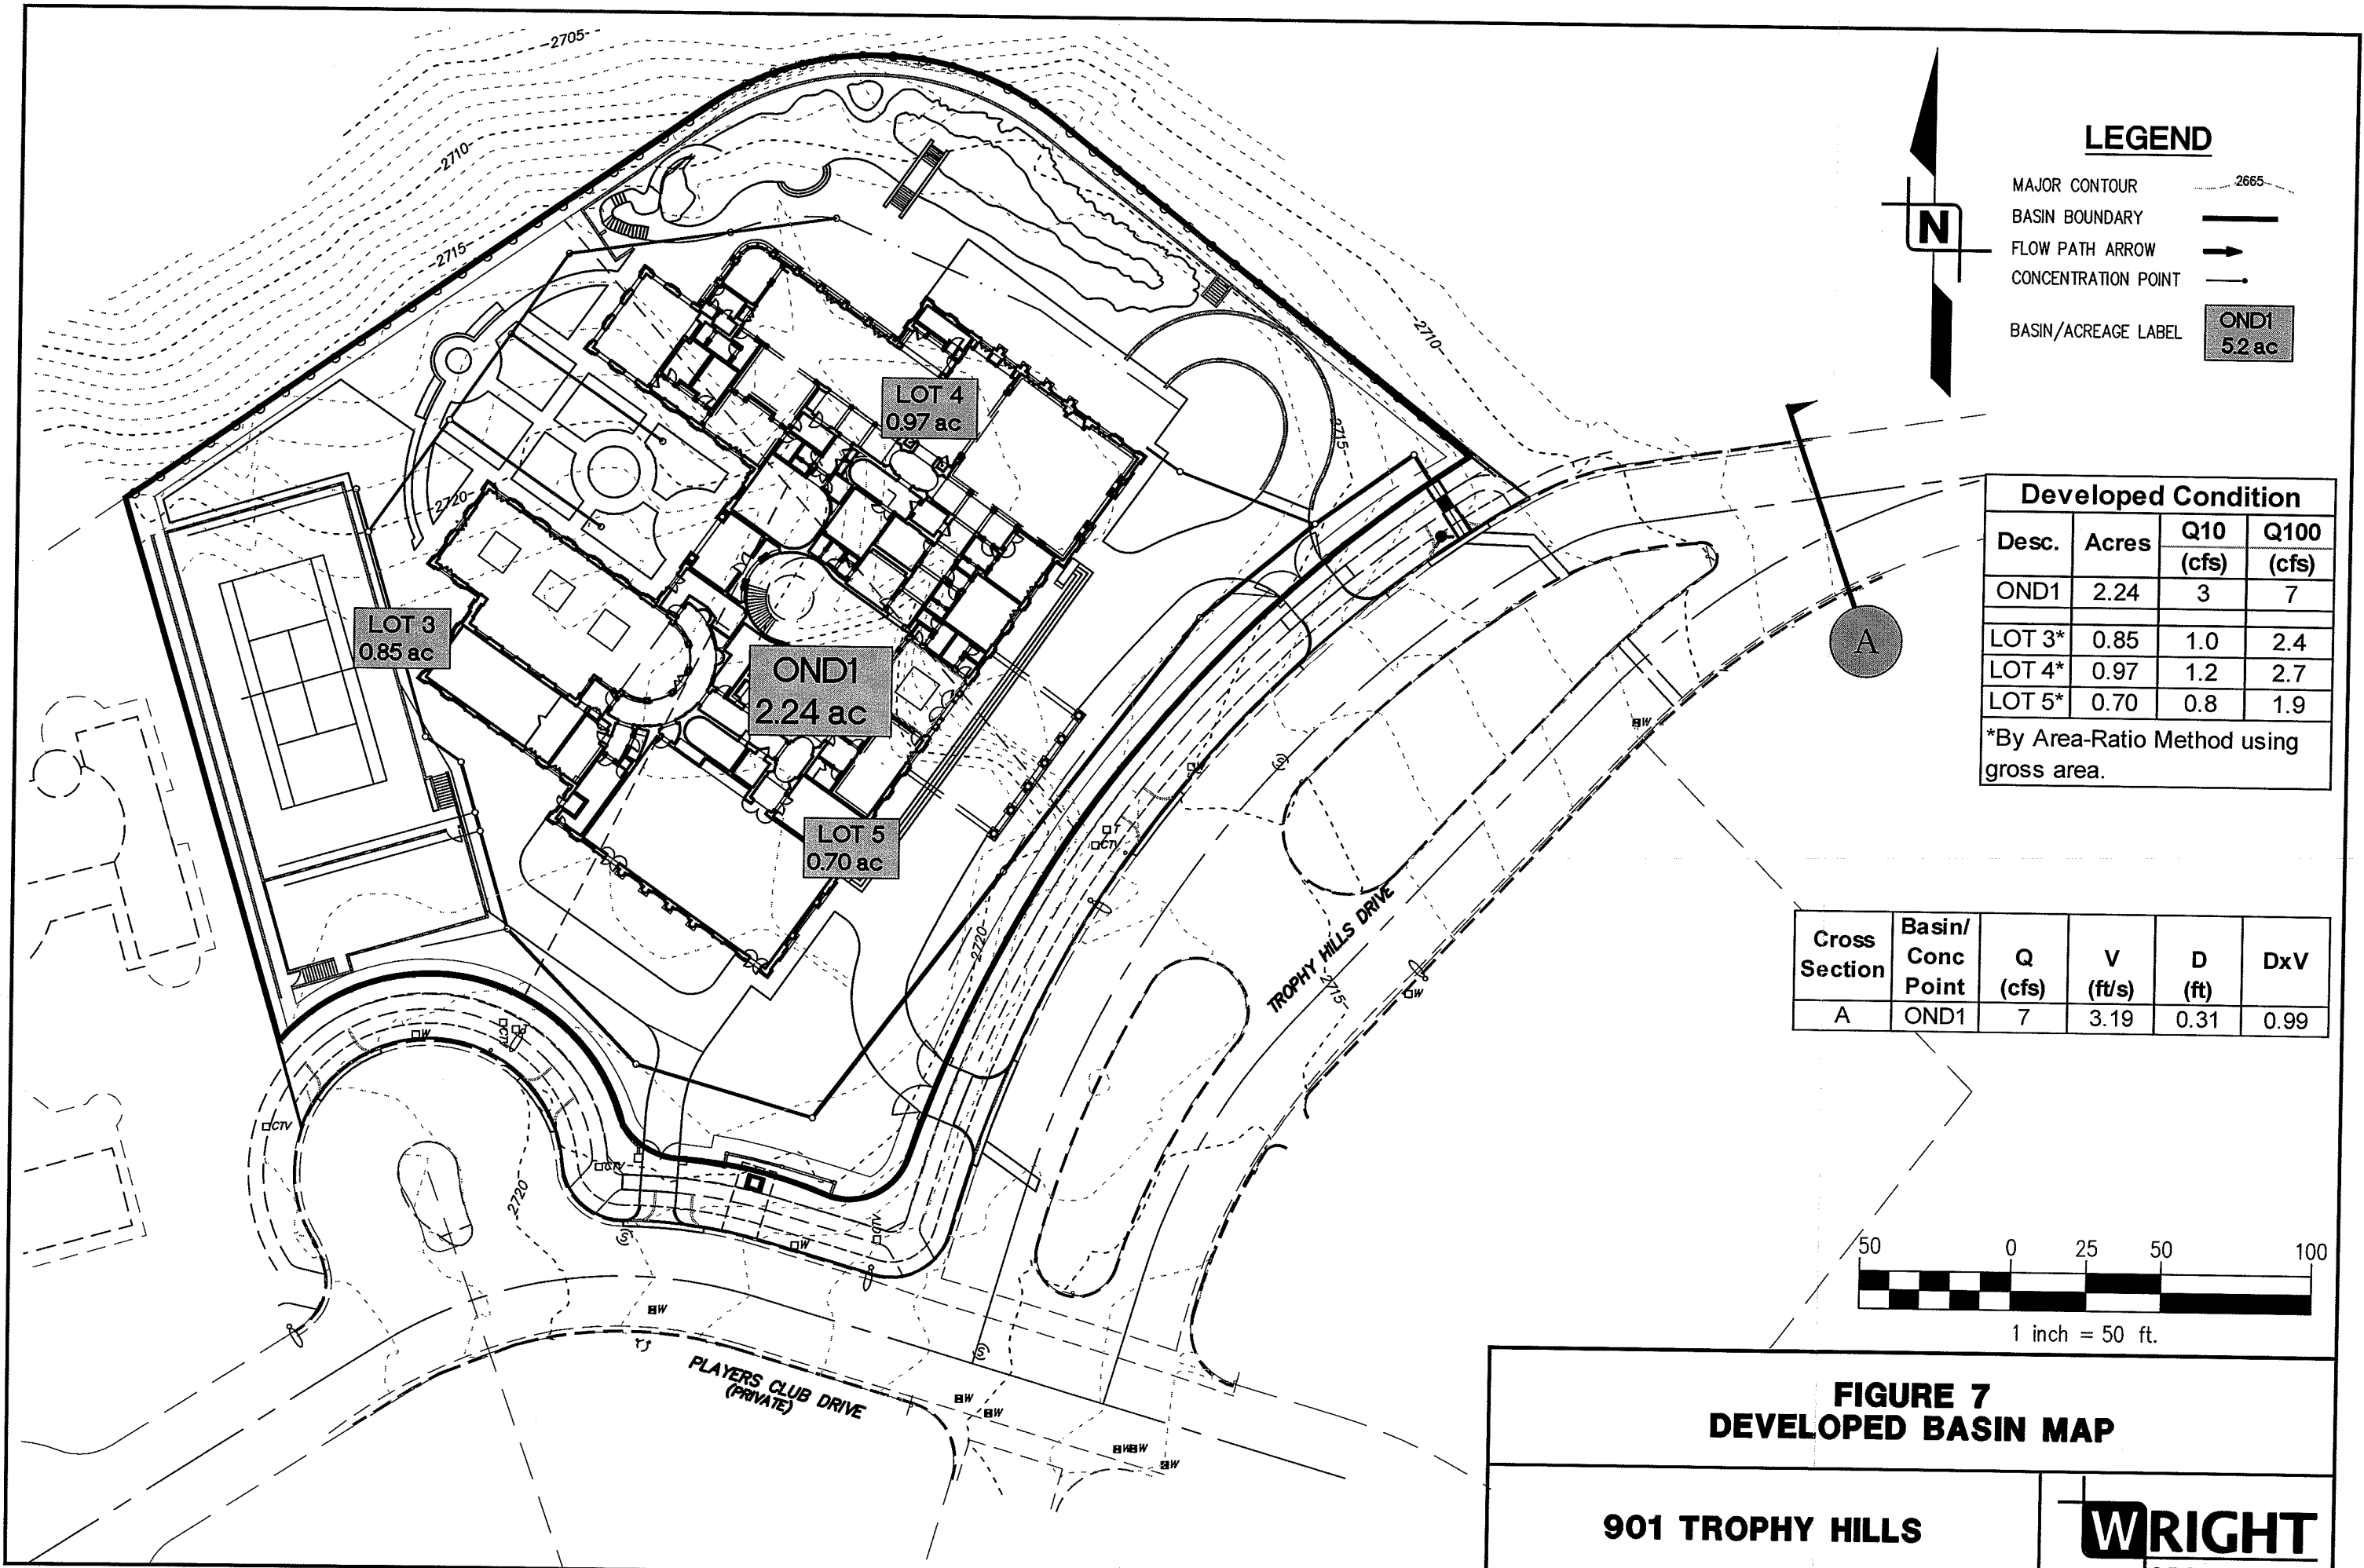 -2705-
-2710-
-2715-
LEGEND
MAJOR CONTOUR 2665
BASIN BOUNDARY
FLOW PATH ARROW
CONCENTRATION POINT
BASIN/ACREAGE LABEL
OND1
5.2 ac
N
-2710-
2715-
LOT 4
0.97 ac
-2720-
A
Developed Condition
Desc. Acres Q10 (cfs) Q100 (cfs)
OND1 2.24 3 7
LOT 3* 0.85 1.0 2.4
LOT 4* 0.97 1.2 2.7
LOT 5* 0.70 0.8 1.9
*By Area-Ratio Method using
gross area.
LOT 3
0.85 ac
OND1
2.24 ac
LOT 5
0.70 ac
W
S
W
T
CTV
-2720-
TROPHY HILLS DRIVE
2715-
W
Cross Section Basin/ Conc Point Q (cfs) V (ft/s) D (ft) DxV
A OND1 7 3.19 0.31 0.99
W
CTV
CTV
CTV
2720
S
W
CTV
W
S
PLAYERS CLUB DRIVE
(PRIVATE)
W
W
W
W
50 0 25 50 100
1 inch = 50 ft.
FIGURE 7
DEVELOPED BASIN MAP
901 TROPHY HILLS
WRIGHT